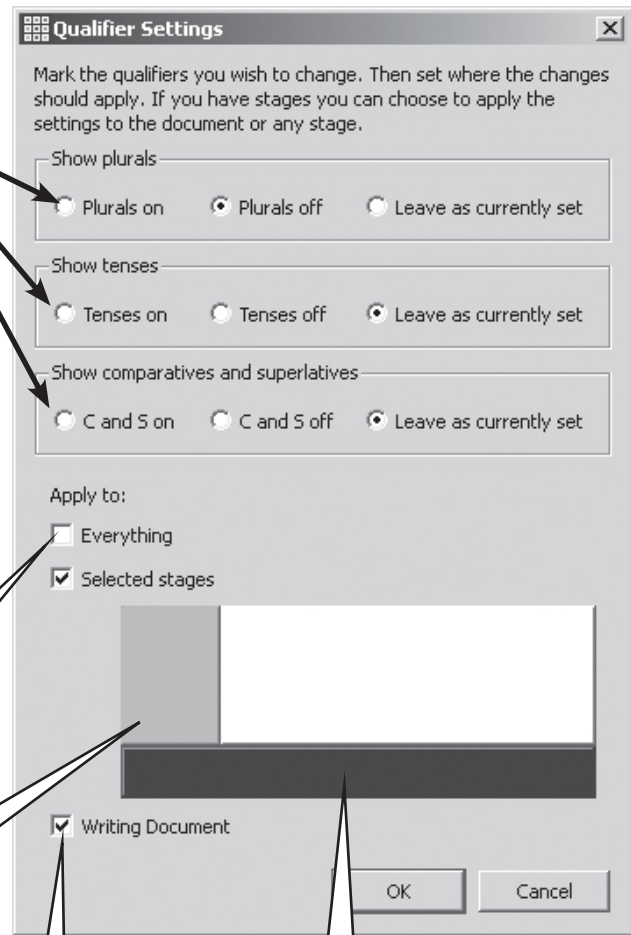 Qualifier Settings
Mark the qualifiers you wish to change. Then set where the changes
should apply. If you have stages you can choose to apply the
settings to the document or any stage.
Show plurals
Plurals on Plurals off Leave as currently set
Show tenses
Tenses on Tenses off Leave as currently set
Show comparatives and superlatives
C and S on C and S off Leave as currently set
Apply to:
Everything
Selected stages
Writing Document
OK Cancel